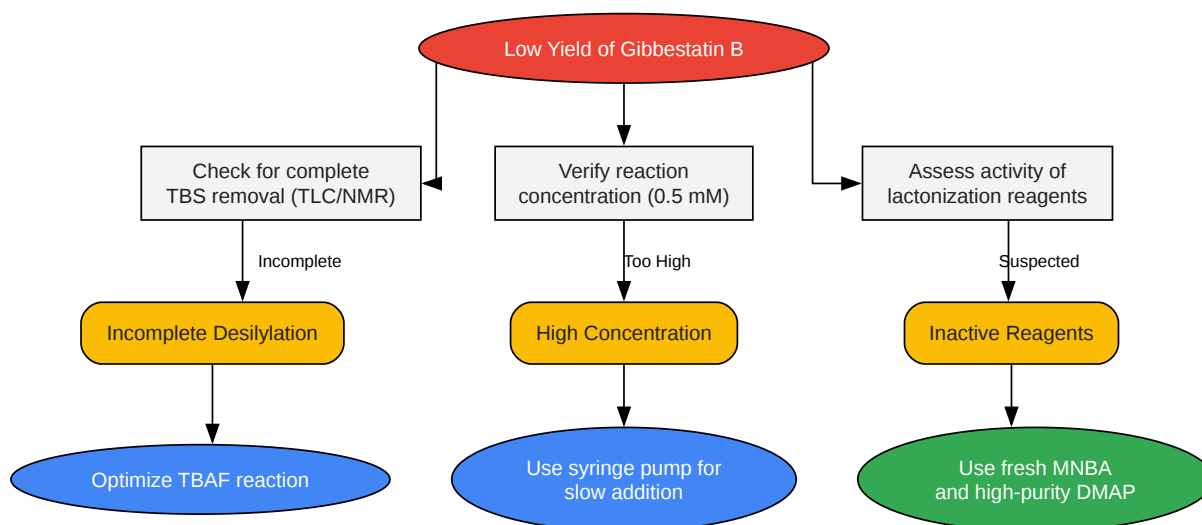 Low Yield of Gibbestatin B
Check for complete
TBS removal (TLC/NMR)
Verify reaction
concentration (0.5 mM)
Assess activity of
lactonization reagents
Incomplete
Too High
Suspected
Incomplete Desilylation
High Concentration
Inactive Reagents
Optimize TBAF reaction
Use syringe pump for
slow addition
Use fresh MNBA
and high-purity DMAP